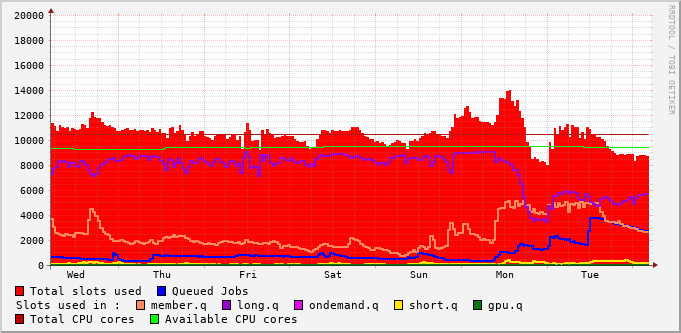 20000
18000
16000
14000
12000
10000
8000
6000
4000
2000
0
Wed Thu Fri Sat Sun Mon Tue
RRDTOOL / TOBI OETIKER
Total slots used Queued Jobs
Slots used in : member.q long.q ondemand.q short.q gpu.q
Total CPU cores Available CPU cores